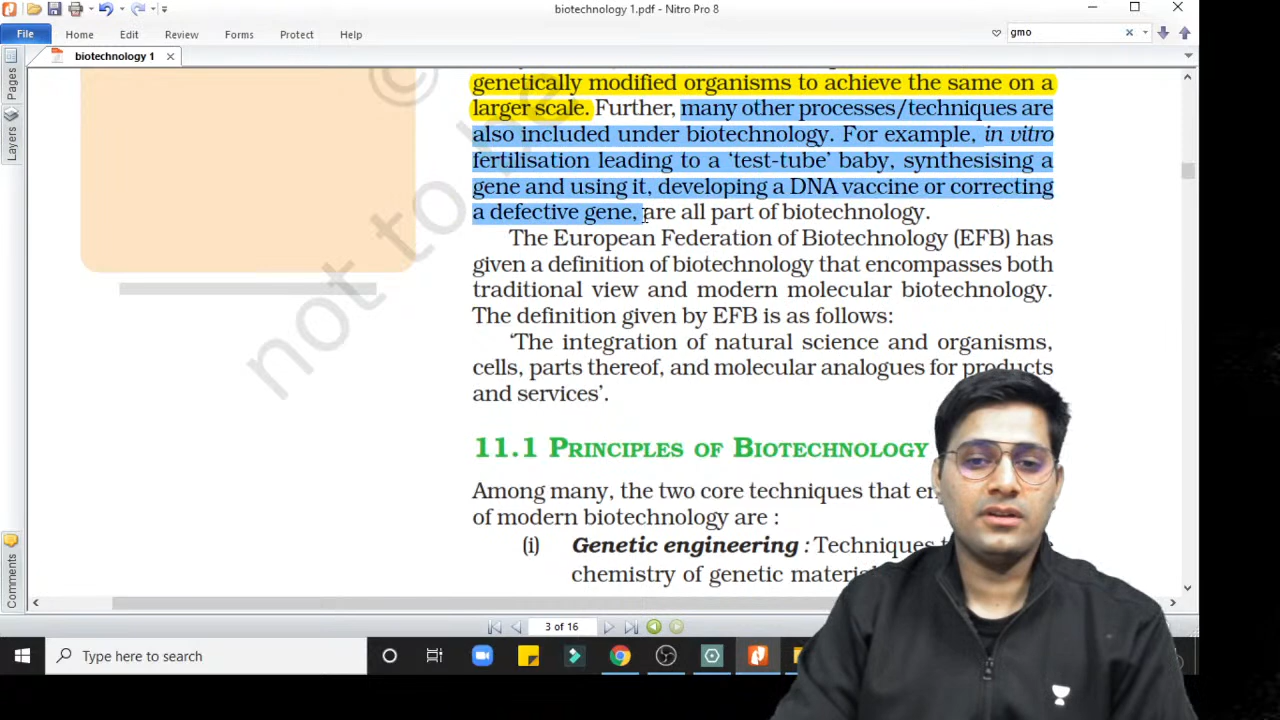 biotechnology 1.pdf - Nitro Pro 8
File Home Edit Review Forms Protect Help
gmo
biotechnology 1
Pages
Layers
Comments
genetically modified organisms to achieve the same on a
larger scale. Further, many other processes/techniques are
also included under biotechnology. For example, in vitro
fertilisation leading to a ‘test-tube’ baby, synthesising a
gene and using it, developing a DNA vaccine or correcting
a defective gene, are all part of biotechnology.
The European Federation of Biotechnology (EFB) has
given a definition of biotechnology that encompasses both
traditional view and modern molecular biotechnology.
The definition given by EFB is as follows:
‘The integration of natural science and organisms,
cells, parts thereof, and molecular analogues for products
and services’.
11.1 PRINCIPLES OF BIOTECHNOLOGY
Among many, the two core techniques that
of modern biotechnology are :
(i) Genetic engineering : Techniques
chemistry of genetic
©
not to
3 of 16
Type here to search